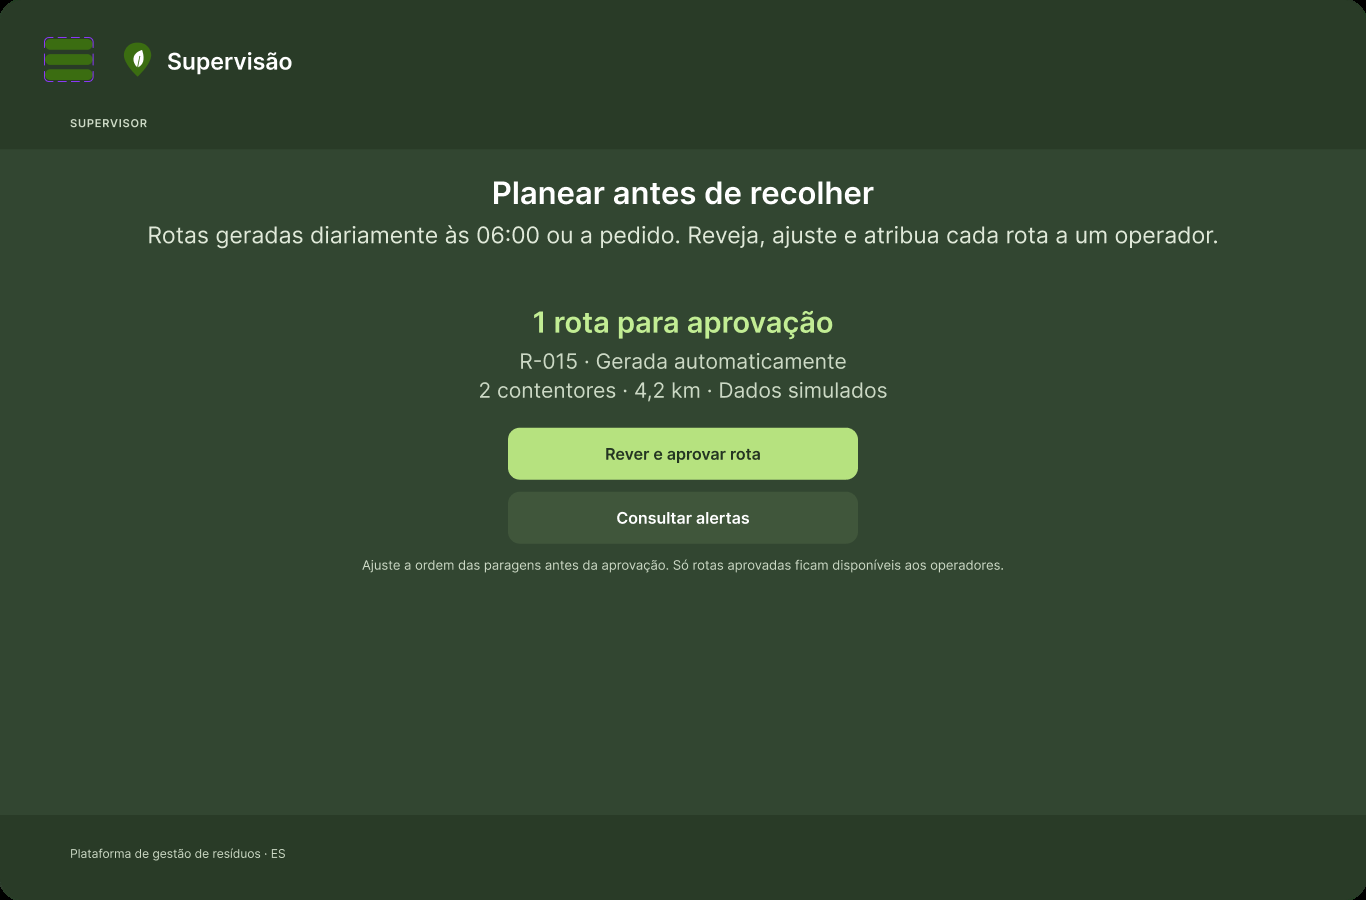 Supervisão
SUPERVISOR
Planear antes de recolher
Rotas geradas diariamente às 06:00 ou a pedido. Reveja, ajuste e atribua cada rota a um operador.
1 rota para aprovação
R-015 · Gerada automaticamente
2 contentores · 4,2 km · Dados simulados
Rever e aprovar rota
Consultar alertas
Ajuste a ordem das paragens antes da aprovação. Só rotas aprovadas ficam disponíveis aos operadores.
Plataforma de gestão de resíduos · ES